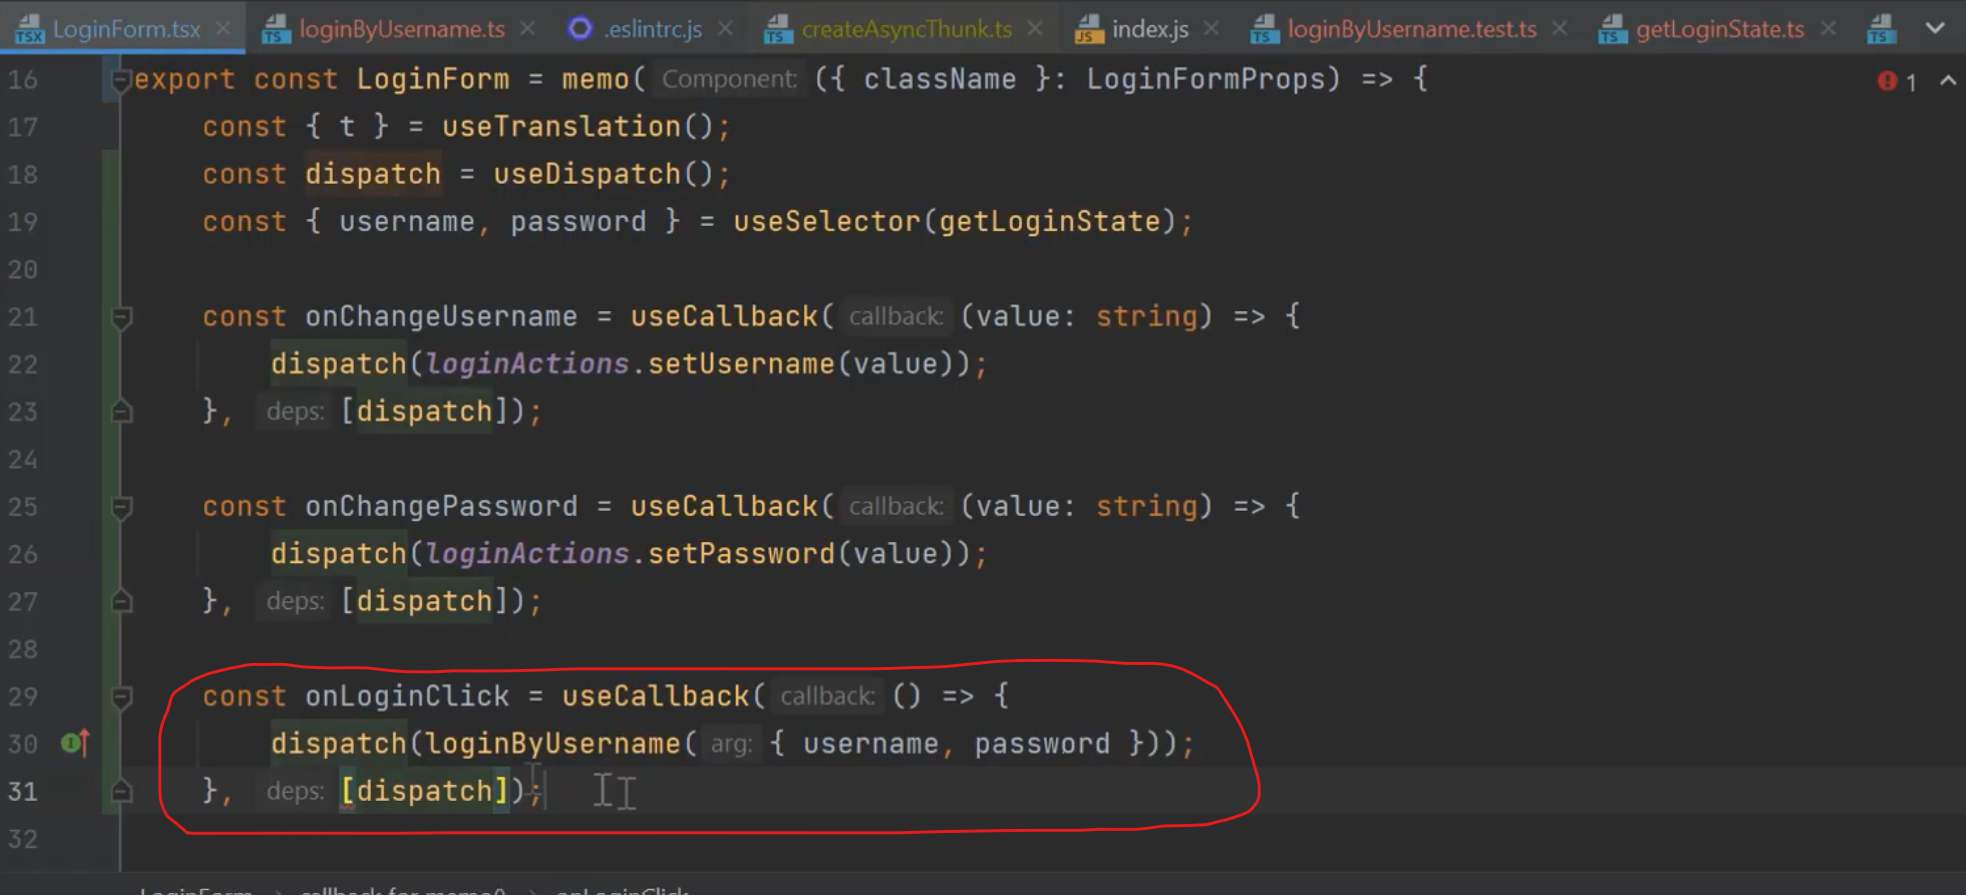 LoginForm.tsx loginByUsername.ts .eslintrc.js createAsyncThunk.ts index.js loginByUsername.test.ts getLoginState.ts
16 export const LoginForm = memo( Component: ({ className }: LoginFormProps) => { 1
17 const { t } = useTranslation();
18 const dispatch = useDispatch();
19 const { username, password } = useSelector(getLoginState);
20
21 const onChangeUsername = useCallback( callback: (value: string) => {
22 dispatch(loginActions.setUsername(value));
23 }, deps: [dispatch]);
24
25 const onChangePassword = useCallback( callback: (value: string) => {
26 dispatch(loginActions.setPassword(value));
27 }, deps: [dispatch]);
28
29 const onLoginClick = useCallback( callback: () => {
30 dispatch(loginByUsername( arg: { username, password }));
31 }, deps: [dispatch]);
32
LoginForm > callback for memo() > onLoginClick